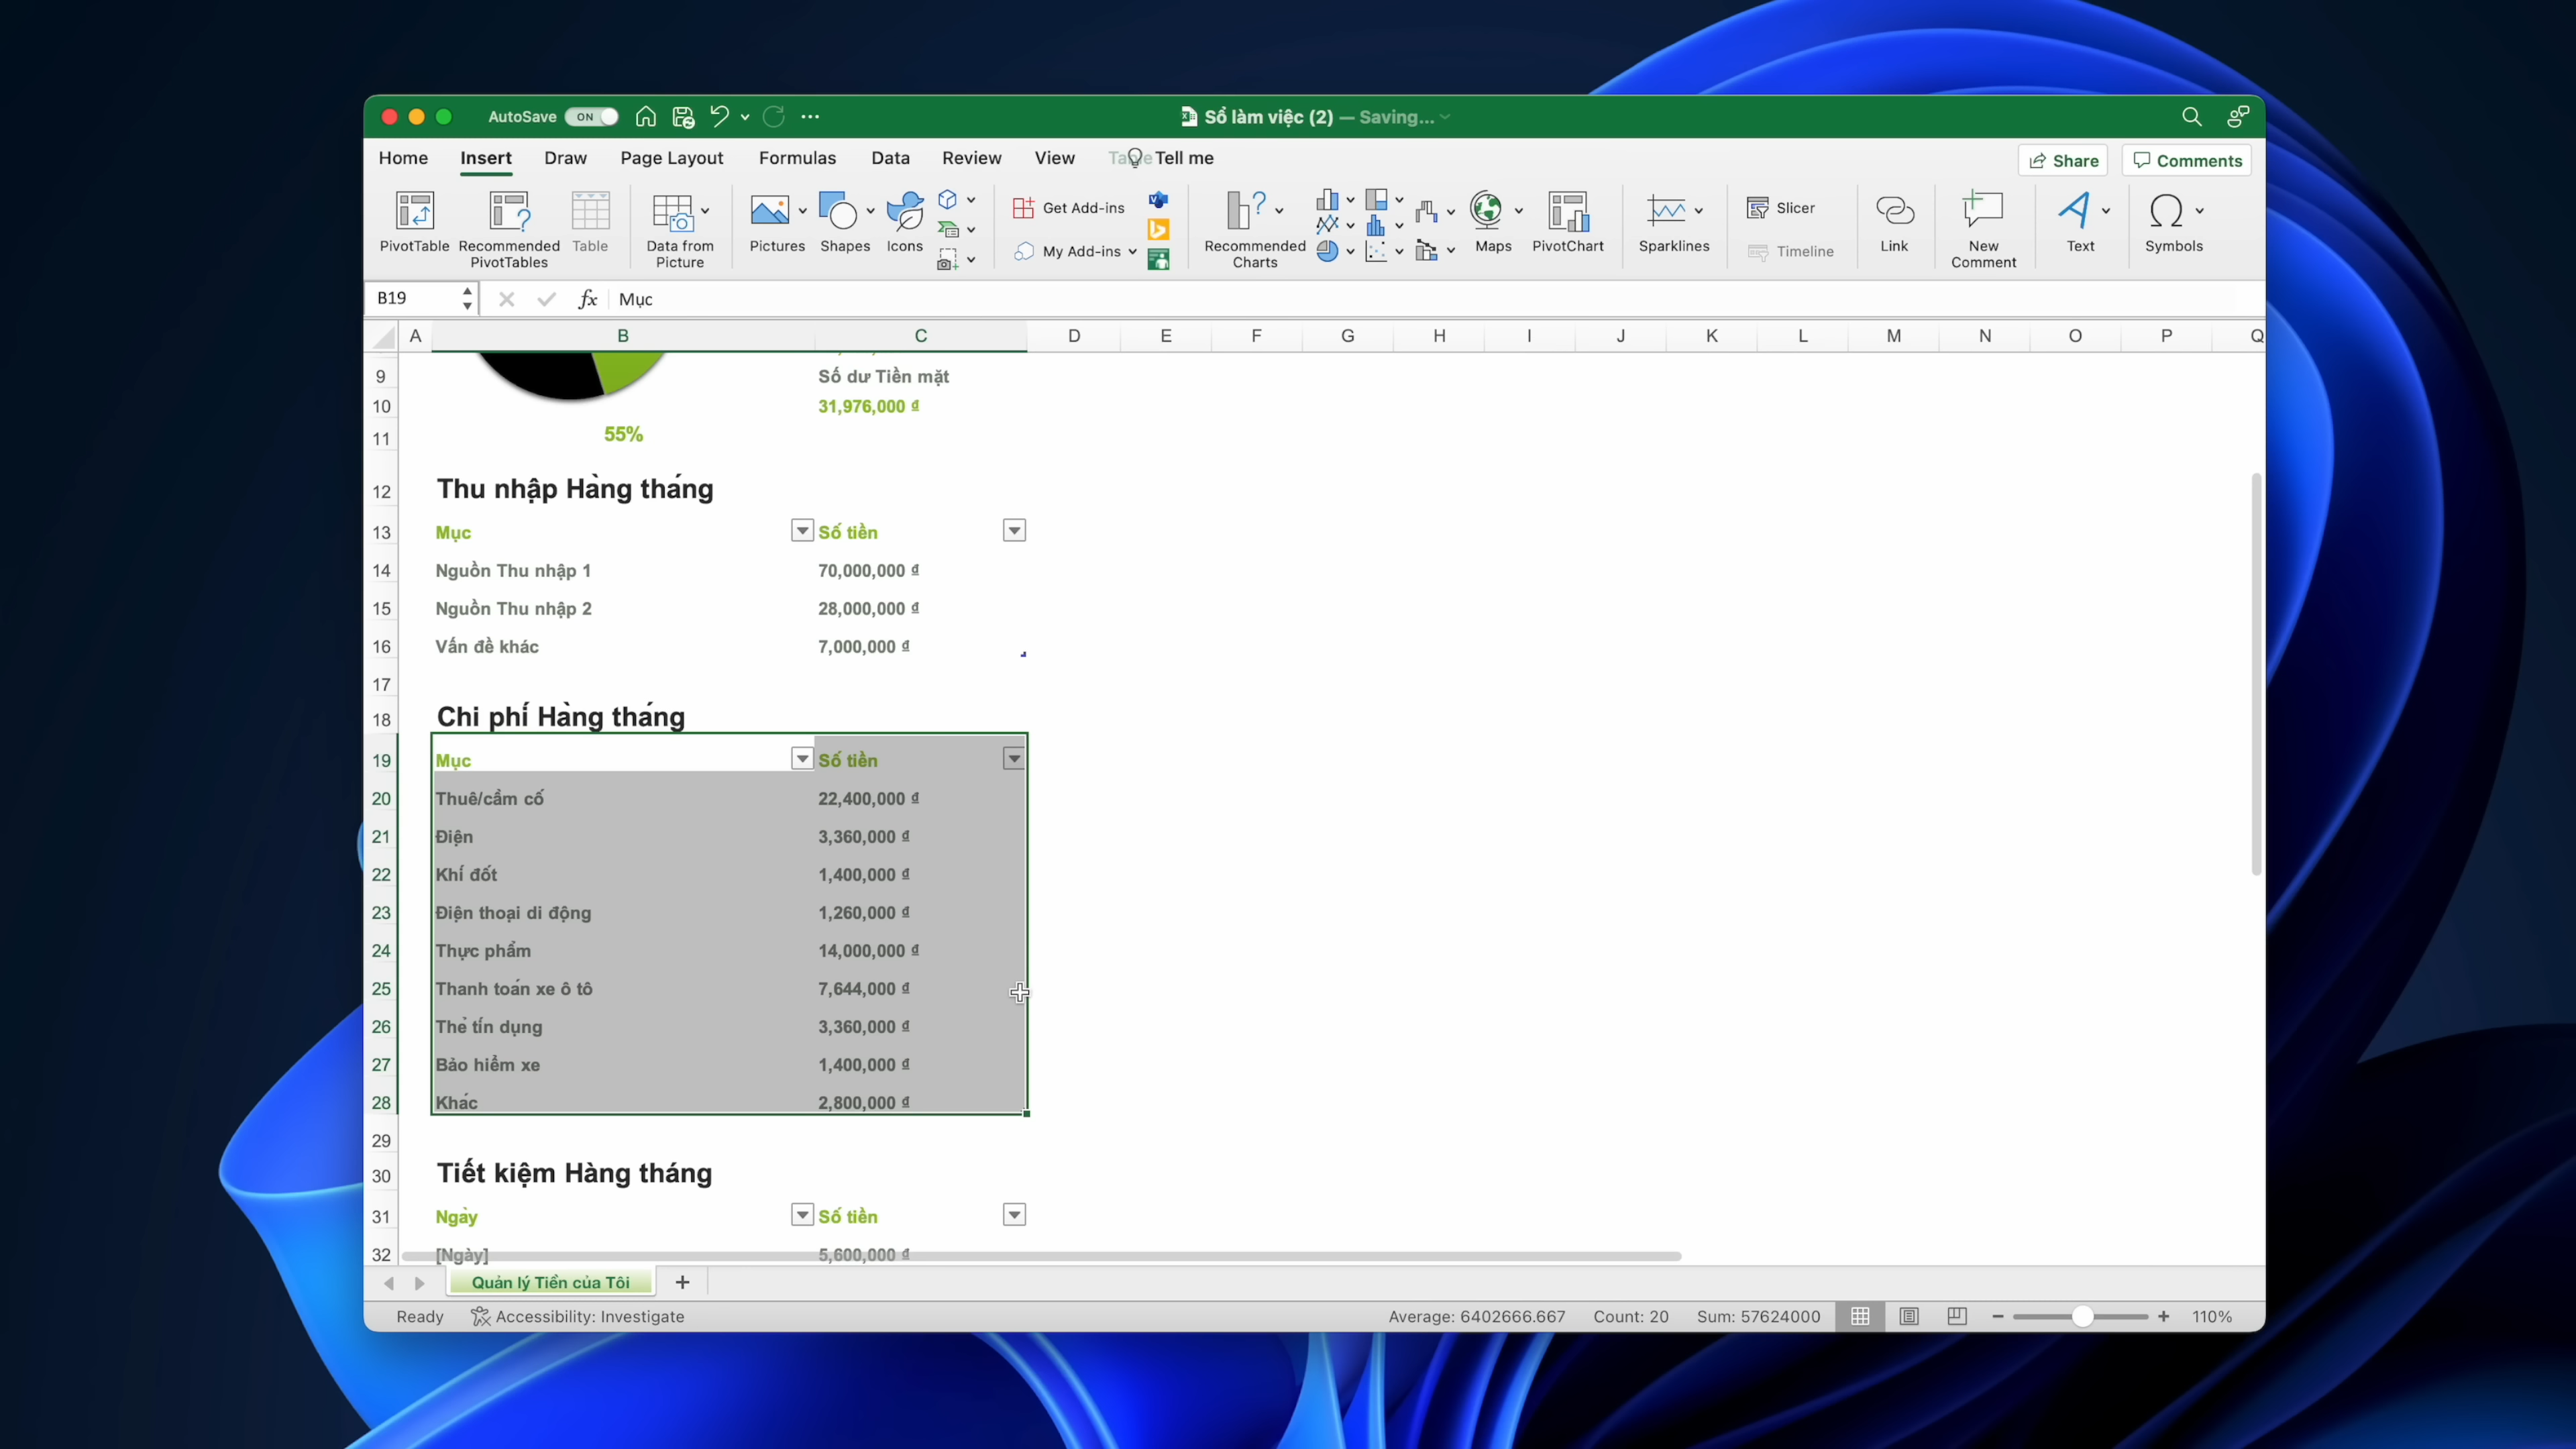 AutoSave ON Sổ làm việc (2) — Saving...
Home Insert Draw Page Layout Formulas Data Review View Table Tell me Share Comments
PivotTable Recommended PivotTables Table Data from Picture Pictures Shapes Icons Get Add-ins My Add-ins Recommended Charts Maps PivotChart Sparklines Slicer Timeline Link New Comment Text Symbols
B19 fx Mục
A B C D E F G H I J K L M N O P Q
9 Số dư Tiền mặt
10 31,976,000 ₫
11 55%
12 Thu nhập Hàng tháng
13 Mục Số tiền
14 Nguồn Thu nhập 1 70,000,000 ₫
15 Nguồn Thu nhập 2 28,000,000 ₫
16 Vấn đề khác 7,000,000 ₫
17
18 Chi phí Hàng tháng
19 Mục Số tiền
20 Thuê/cầm cố 22,400,000 ₫
21 Điện 3,360,000 ₫
22 Khí đốt 1,400,000 ₫
23 Điện thoại di động 1,260,000 ₫
24 Thực phẩm 14,000,000 ₫
25 Thanh toán xe ô tô 7,644,000 ₫
26 Thẻ tín dụng 3,360,000 ₫
27 Bảo hiểm xe 1,400,000 ₫
28 Khác 2,800,000 ₫
29
30 Tiết kiệm Hàng tháng
31 Ngày Số tiền
32 [Ngày] 5,600,000 ₫
Quản lý Tiền của Tôi +
Ready Accessibility: Investigate Average: 6402666.667 Count: 20 Sum: 57624000 110%